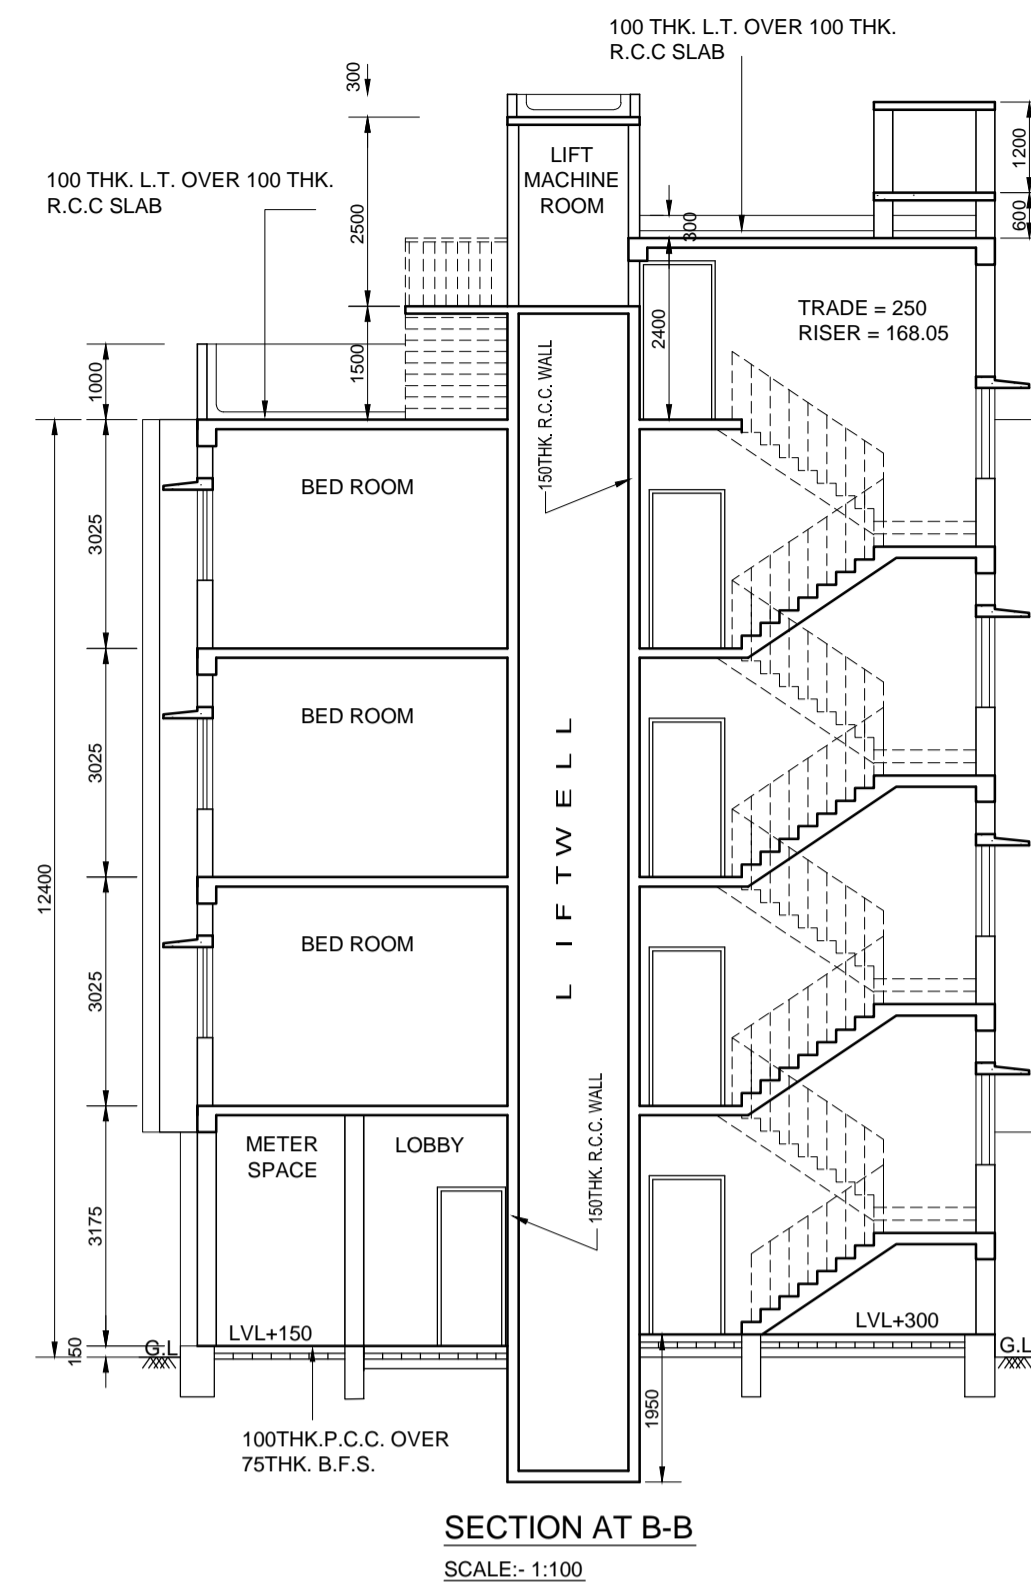 100 THK. L.T. OVER 100 THK.
R.C.C SLAB
300
LIFT
MACHINE
ROOM
1200
100 THK. L.T. OVER 100 THK.
R.C.C SLAB
2500
300
600
TRADE = 250
RISER = 168.05
2400
1500
1000
150THK. R.C.C. WALL
BED ROOM
3025
BED ROOM
3025
LIFTWELL
12400
BED ROOM
3025
METER
SPACE
LOBBY
150THK. R.C.C. WALL
3175
LVL+150
LVL+300
G.L
G.L
150
1950
100THK.P.C.C. OVER
75THK. B.F.S.
SECTION AT B-B
SCALE:- 1:100